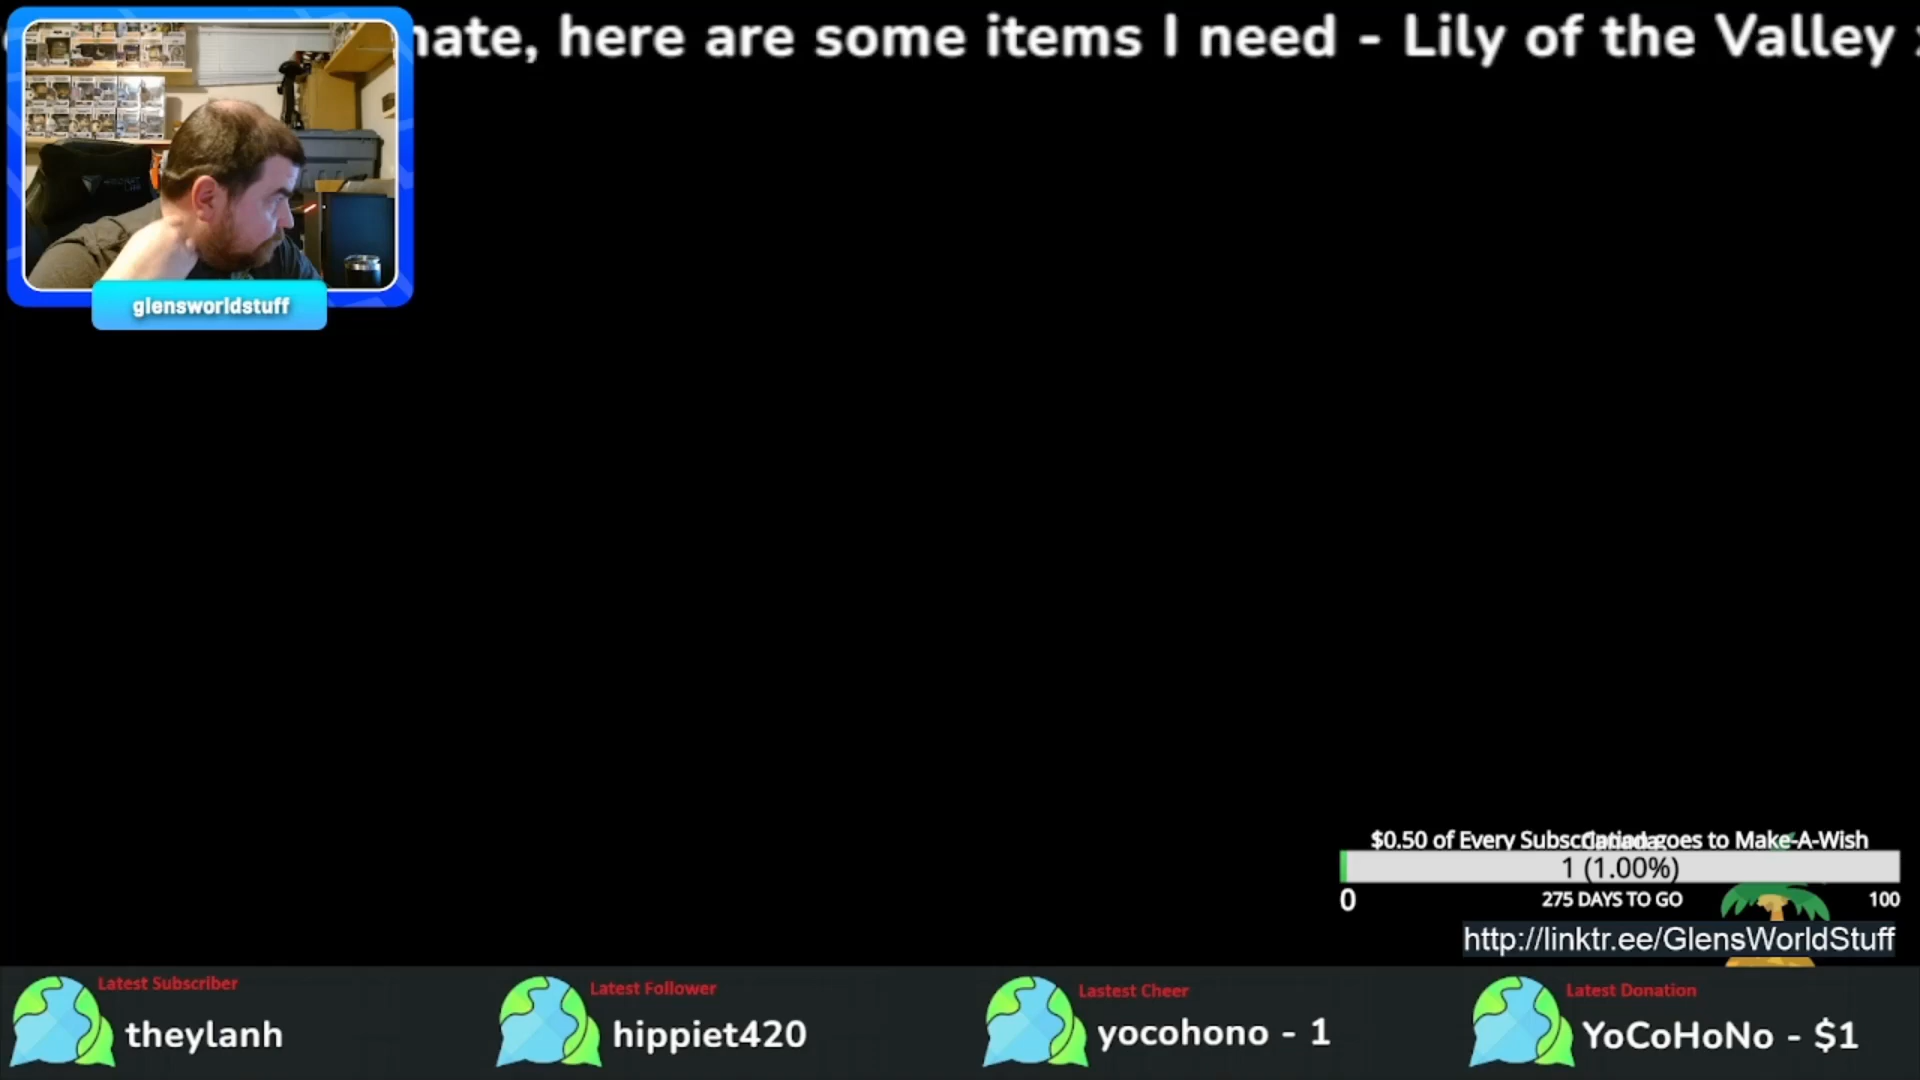 nate, here are some items I need - Lily of the Valley
glensworldstuff
$0.50 of Every Subscription goes to Make-A-Wish
1 (1.00%)
0
275 DAYS TO GO
100
http://linktr.ee/GlensWorldStuff
Latest Subscriber
theylanh
Latest Follower
hippiet420
Lastest Cheer
yocohono - 1
Latest Donation
YoCoHoNo - $1